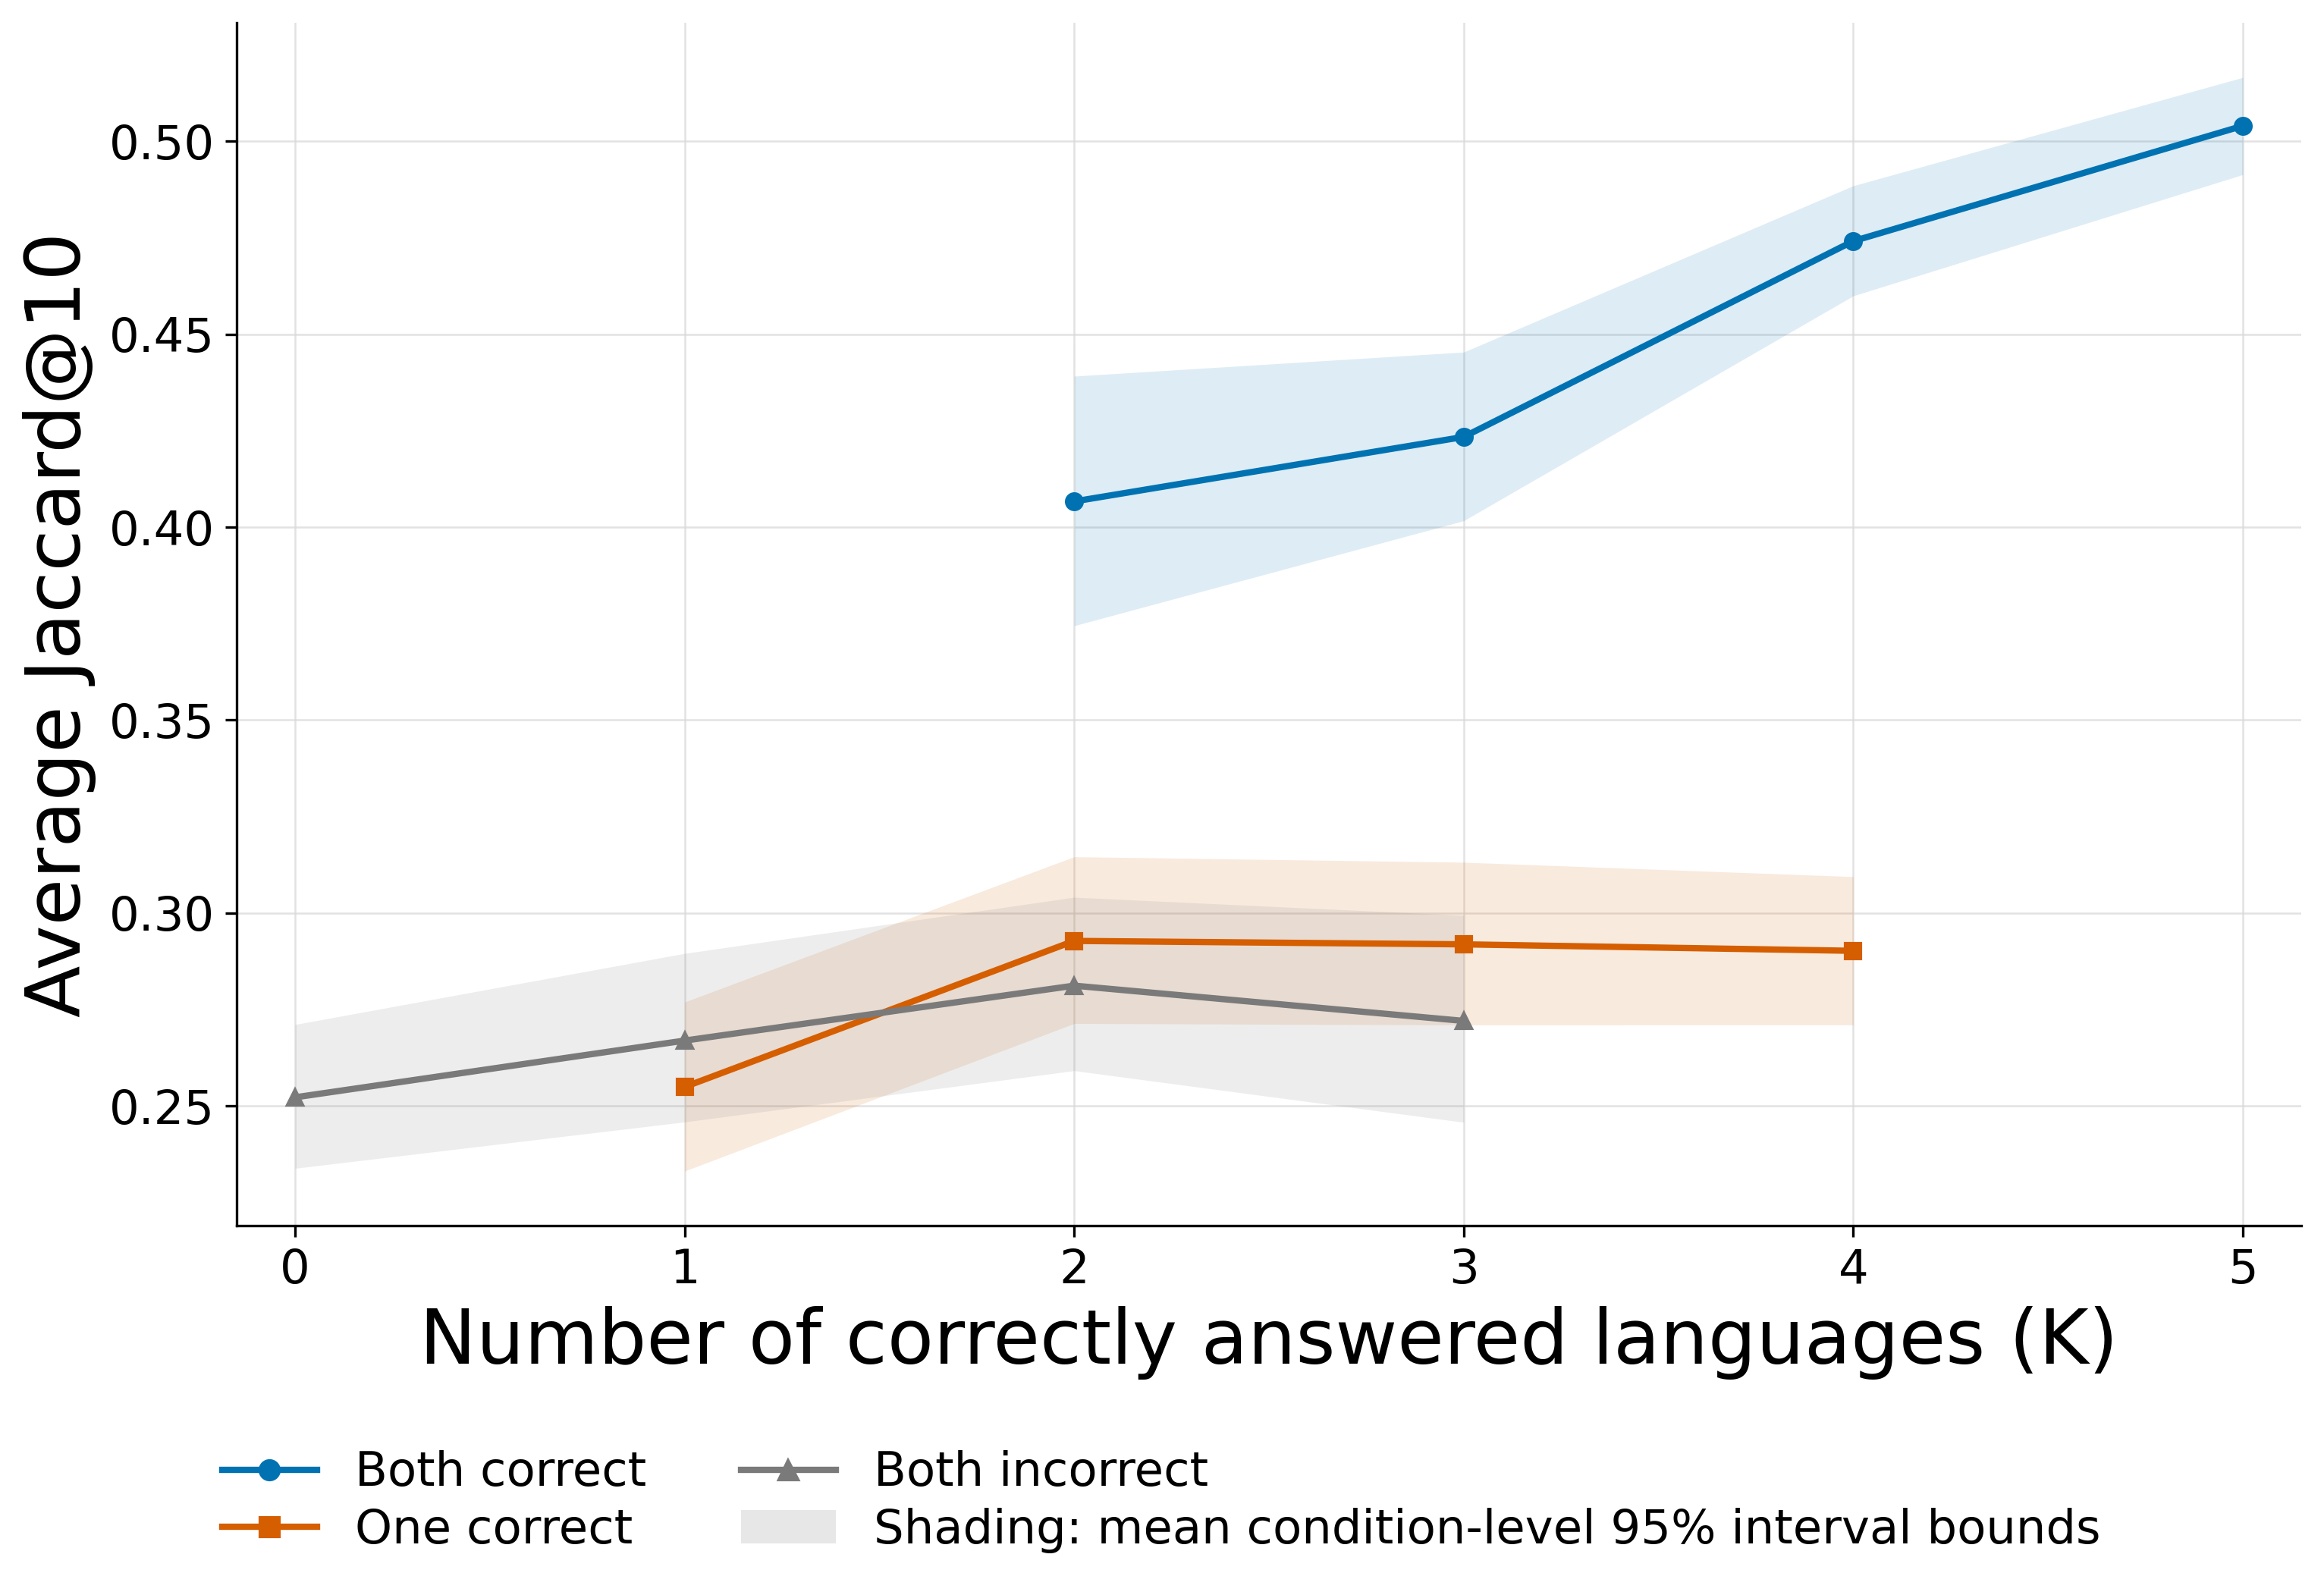 Average Jaccard@10
0.50
0.45
0.40
0.35
0.30
0.25
0 1 2 3 4 5
Number of correctly answered languages (K)
Both correct
One correct
Both incorrect
Shading: mean condition-level 95% interval bounds